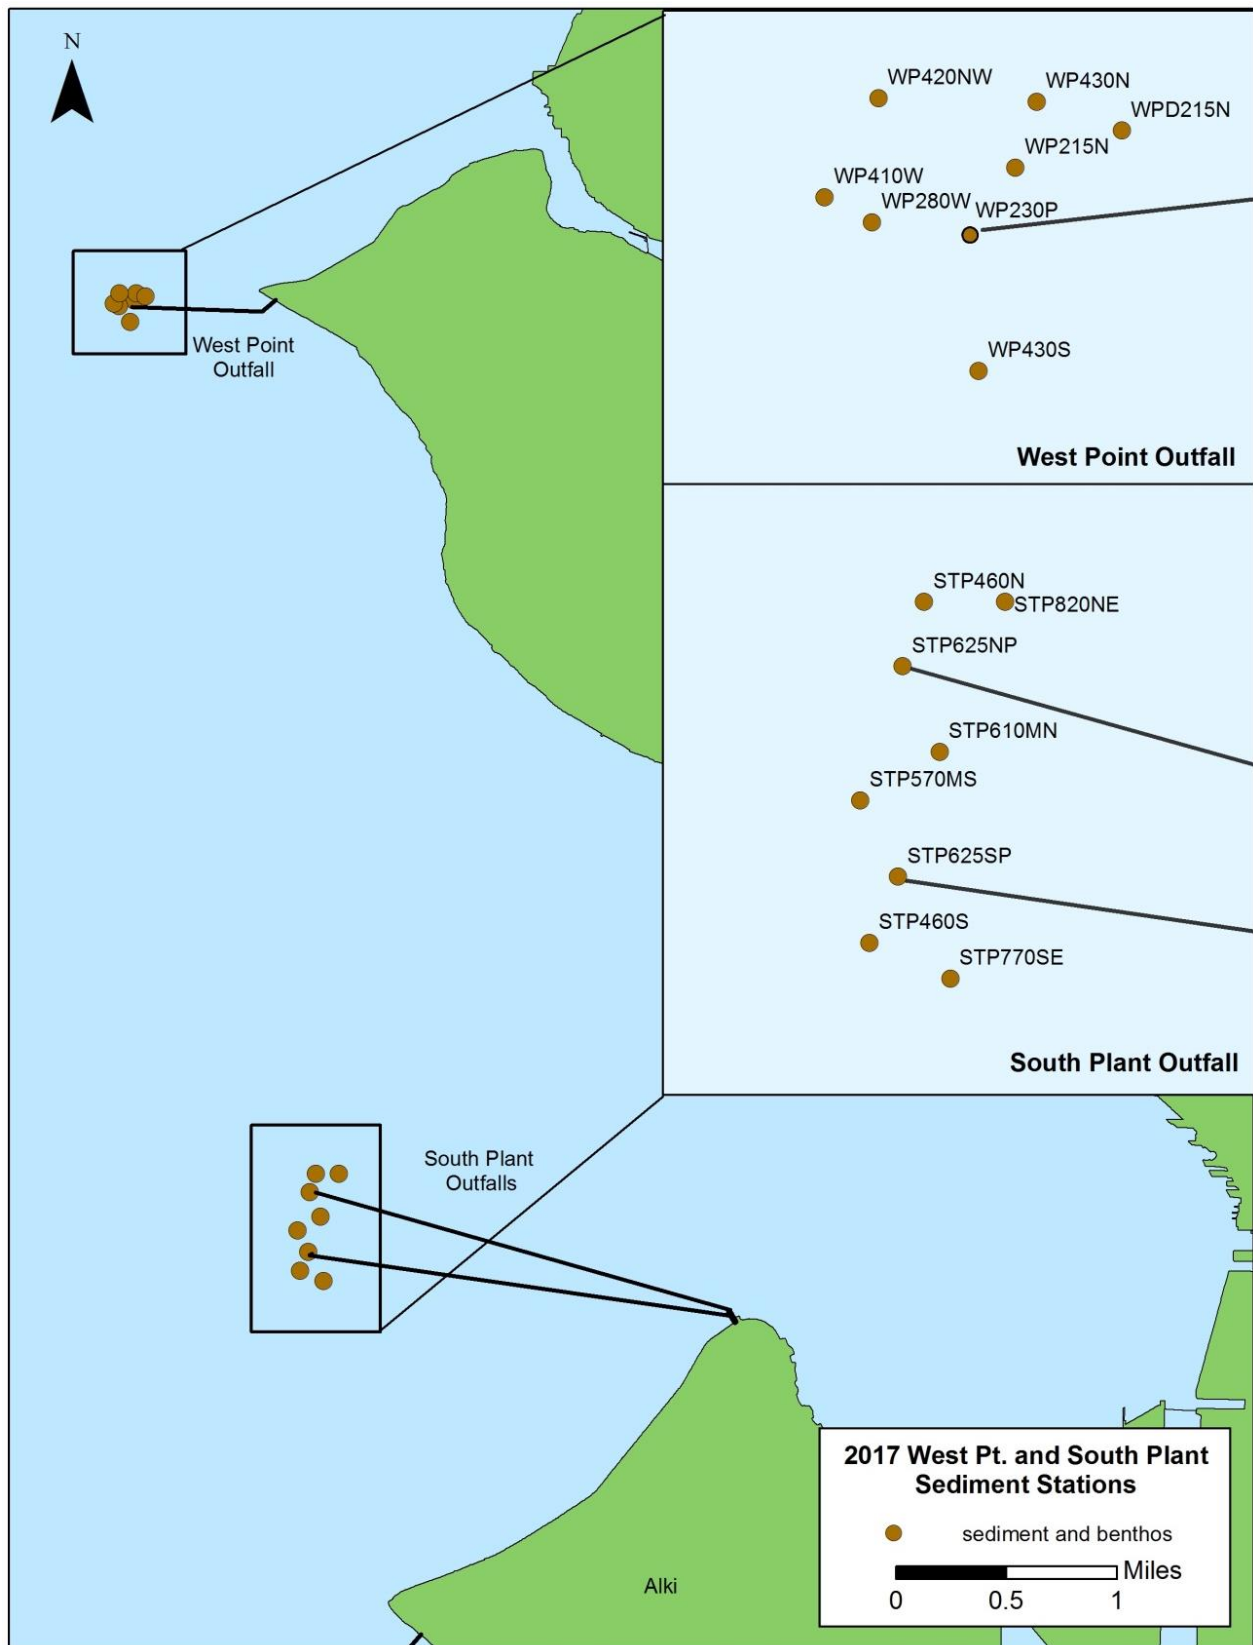 N
WP420NW
WP430N
WPD215N
WP215N
WP410W
WP280W
WP230P
WP430S
West Point Outfall
West Point
Outfall
STP460N
STP820NE
STP625NP
STP610MN
STP570MS
STP625SP
STP460S
STP770SE
South Plant Outfall
South Plant
Outfalls
2017 West Pt. and South Plant
Sediment Stations
sediment and benthos
Miles
0 0.5 1
Alki